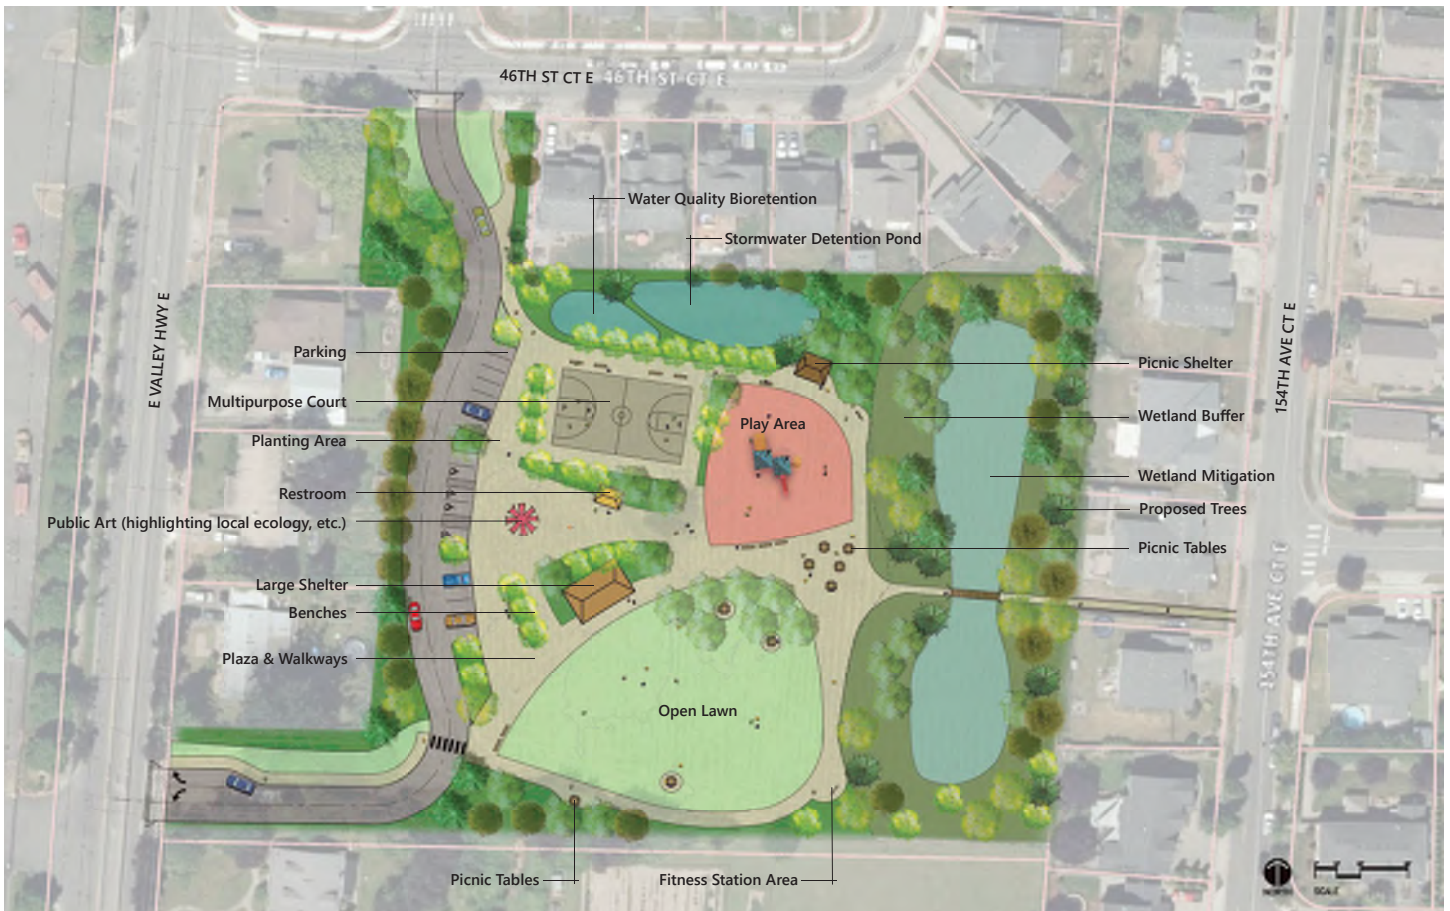 46TH ST CT E
46TH ST CT E
Water Quality Bioretention
Stormwater Detention Pond
E VALLEY HWY E
154TH AVE CT E
Parking
Picnic Shelter
Multipurpose Court
Wetland Buffer
Play Area
Planting Area
Wetland Mitigation
Restroom
Proposed Trees
Public Art (highlighting local ecology, etc.)
Picnic Tables
154TH AVE CT E
Large Shelter
Benches
Plaza & Walkways
Open Lawn
Picnic Tables
Fitness Station Area
NORTH
SCALE